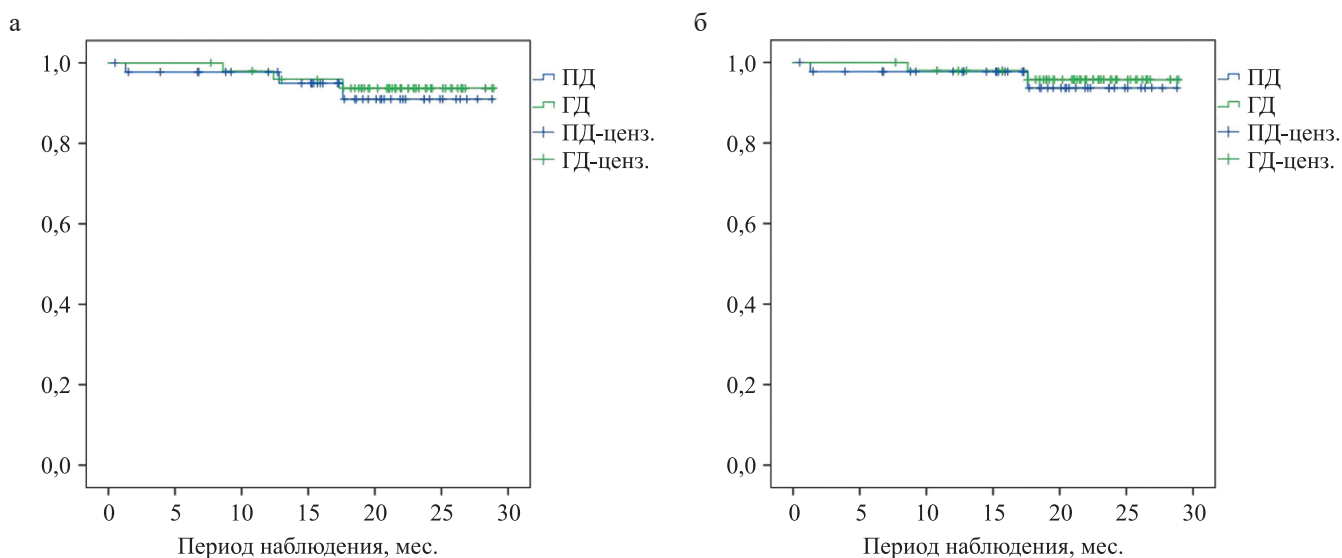 а
1,0
0,8
0,6
0,4
0,2
0,0
0 5 10 15 20 25 30
Период наблюдения, мес.
ПД
ГД
ПД-ценз.
ГД-ценз.
б
1,0
0,8
0,6
0,4
0,2
0,0
0 5 10 15 20 25 30
Период наблюдения, мес.
ПД
ГД
ПД-ценз.
ГД-ценз.